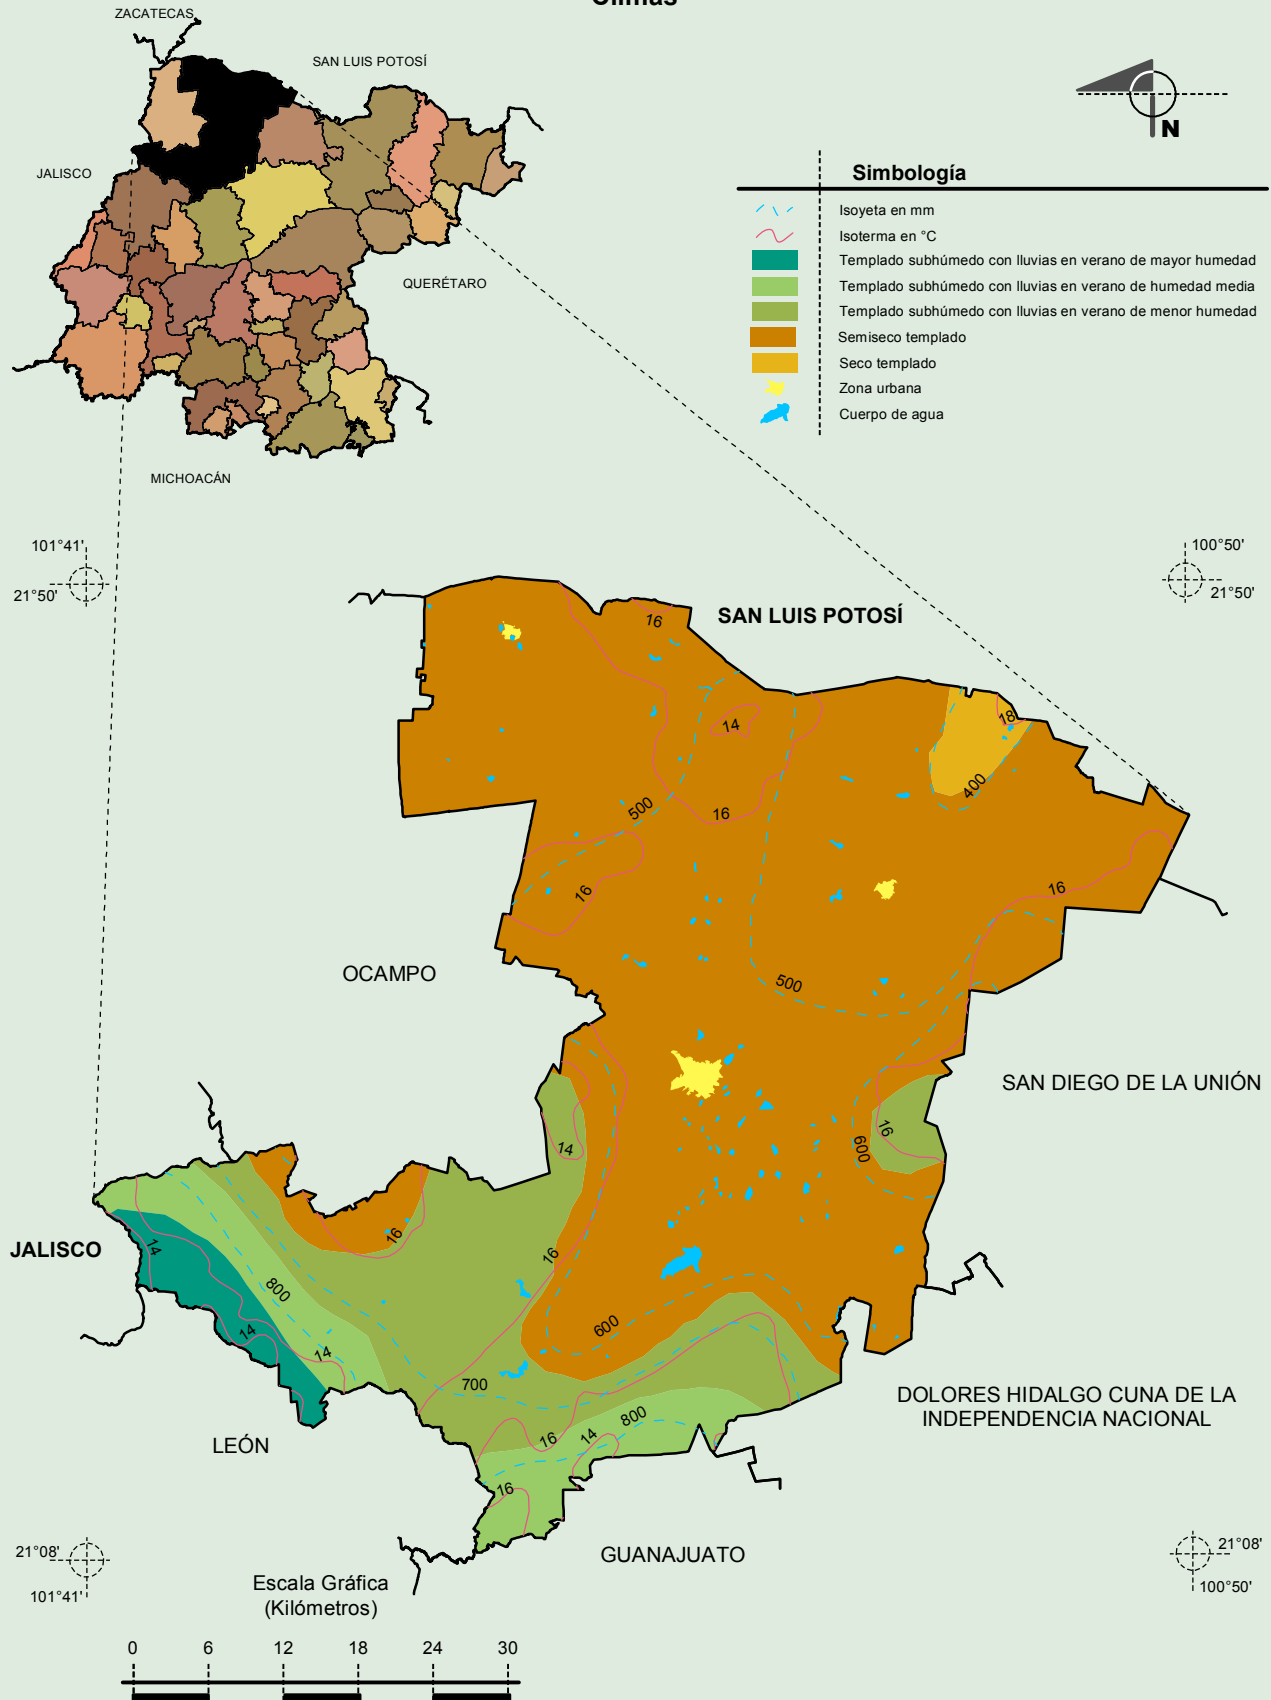 Climas
ZACATECAS
SAN LUIS POTOSÍ
JALISCO
QUERÉTARO
MICHOACÁN
N
Simbología
Isoyeta en mm
Isoterma en °C
Templado subhúmedo con lluvias en verano de mayor humedad
Templado subhúmedo con lluvias en verano de humedad media
Templado subhúmedo con lluvias en verano de menor humedad
Semiseco templado
Seco templado
Zona urbana
Cuerpo de agua
101°41'
21°50'
100°50'
21°50'
SAN LUIS POTOSÍ
16
14
18
400
500
16
16
16
OCAMPO
500
SAN DIEGO DE LA UNIÓN
14
16
600
16
16
JALISCO
14
800
14
14
600
700
16
14
800
16
DOLORES HIDALGO CUNA DE LA
INDEPENDENCIA NACIONAL
LEÓN
GUANAJUATO
21°08'
101°41'
21°08'
100°50'
Escala Gráfica
(Kilómetros)
0 6 12 18 24 30